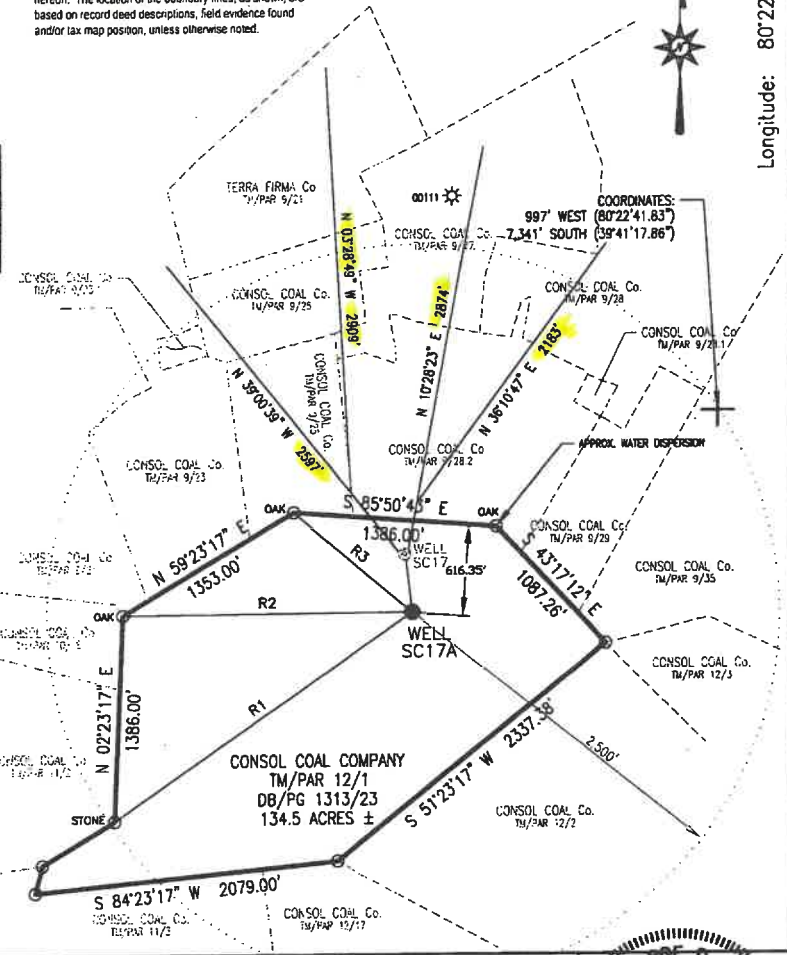 hereon. The location of the boundary lines, as shown, are
based on record deed descriptions, field evidence found
and/or tax map position, unless otherwise noted.
Longitude: 80°22
TERRA FIRMA Co
TM/PAR 9/21
00111
COORDINATES:
997' WEST (80°22'41.83")
7,341' SOUTH (39°41'17.86")
CONSOL COAL Co.
TM/PAR 9/27
N 03°28'49" W 2909'
CONSOL COAL Co.
CONSOL COAL Co.
TM/PAR 9/25
N 10°28'23" E 2874'
CONSOL COAL Co.
TM/PAR 9/28
N 36°10'47" E 2183'
CONSOL COAL Co
TM/PAR 9/28.1
CONSOL COAL Co.
N 39°00'39" W 2597'
CONSOL COAL Co.
TM/PAR 9/28.2
APPROX. WATER DISPERSION
CONSOL COAL Co.
TM/PAR 9/23
OAK
S 85°50'43" E
1386.00'
OAK
CONSOL COAL Co.
TM/PAR 9/29
N 59°23'17" E
1353.00'
R3
WELL
SC17
616.35'
S 43°17'12" E
1087.26'
CONSOL COAL Co.
TM/PAR 9/35
OAK
R2
WELL
SC17A
CONSOL COAL Co.
TM/PAR 12/3
N 02°23'17" E
1386.00'
R1
2,500'
CONSOL COAL COMPANY
TM/PAR 12/1
DB/PG 1313/23
134.5 ACRES ±
S 51°23'17" W 2337.38'
STONE
CONSOL COAL Co.
TM/PAR 12/2
S 84°23'17" W 2079.00'
CONSOL COAL Co.
TM/PAR 11/3
CONSOL COAL Co.
TM/PAR 12/17